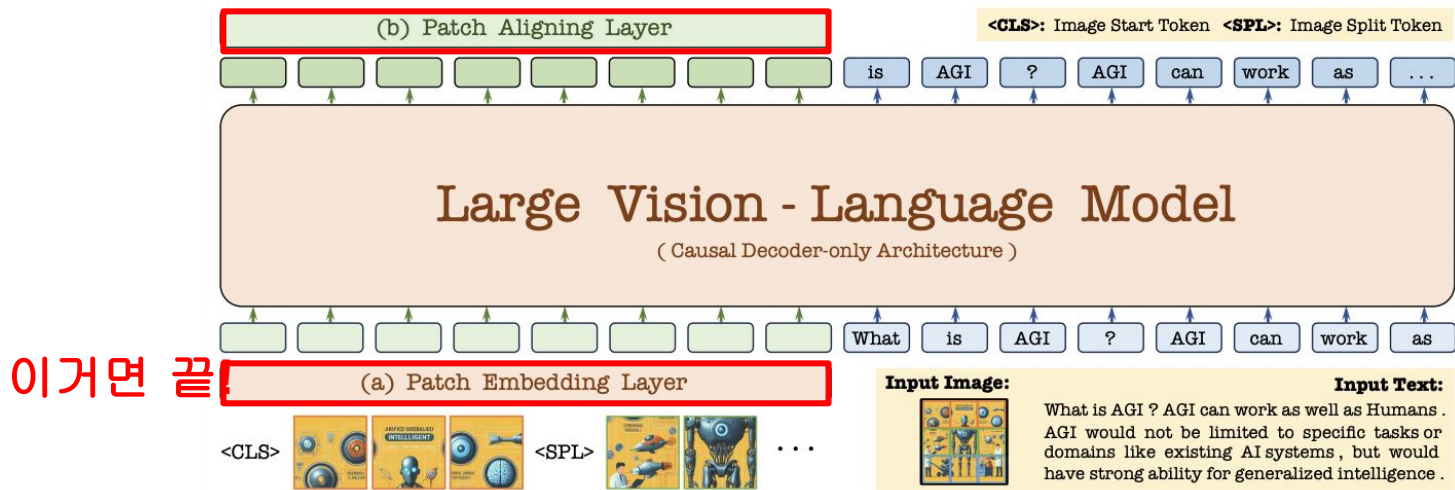 (b) Patch Aligning Layer
<CLS>: Image Start Token <SPL>: Image Split Token
is AGI ? AGI can work as ...
Large Vision - Language Model
( Causal Decoder-only Architecture )
What is AGI ? AGI can work as
이거면 끝!
(a) Patch Embedding Layer
Input Image:
Input Text:
What is AGI ? AGI can work as well as Humans .
AGI would not be limited to specific tasks or
domains like existing AI systems , but would
have strong ability for generalized intelligence .
<CLS>
INTELLIGENT
<SPL>
...